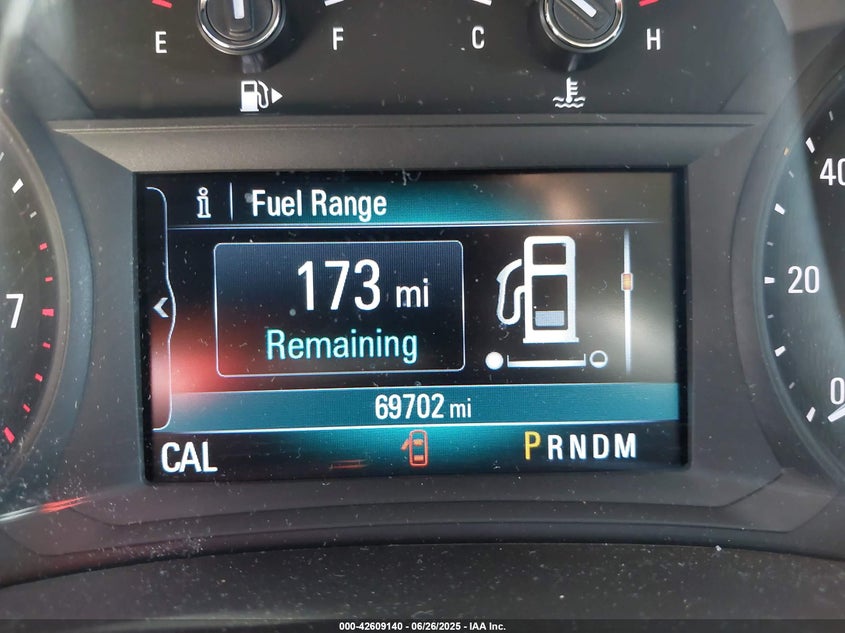 E F C H
Fuel Range
40
173 mi
20
7
Remaining
69702 mi
0
CAL PRNDM
000-42609140 - 06/26/2025 - IAA Inc.